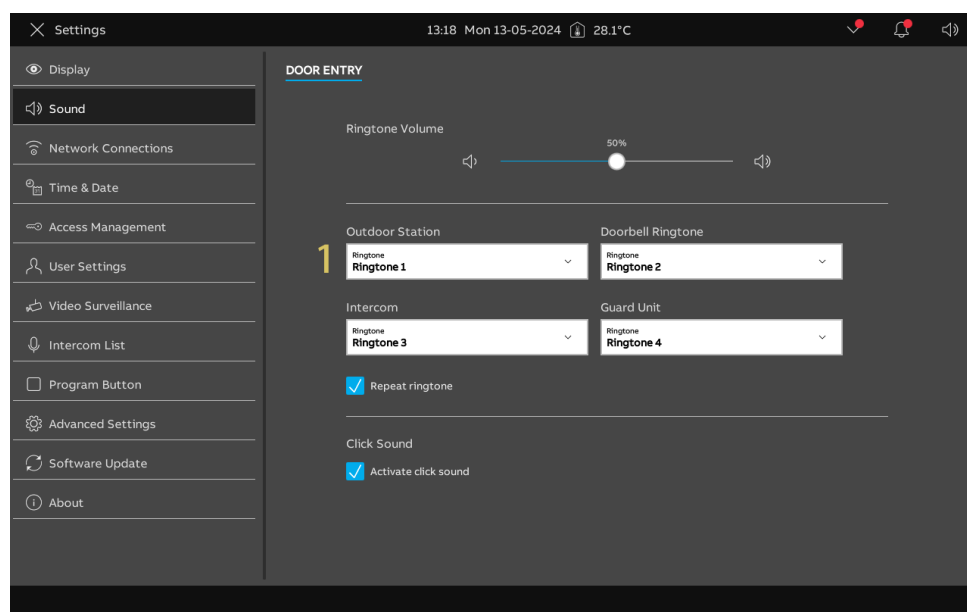 Settings
13:18 Mon 13-05-2024 28.1°C
Display
Sound
Network Connections
Time & Date
Access Management
User Settings
Video Surveillance
Intercom List
Program Button
Advanced Settings
Software Update
About
DOOR ENTRY
Ringtone Volume
50%
1
Outdoor Station
Ringtone
Ringtone 1
Doorbell Ringtone
Ringtone
Ringtone 2
Intercom
Ringtone
Ringtone 3
Guard Unit
Ringtone
Ringtone 4
Repeat ringtone
Click Sound
Activate click sound